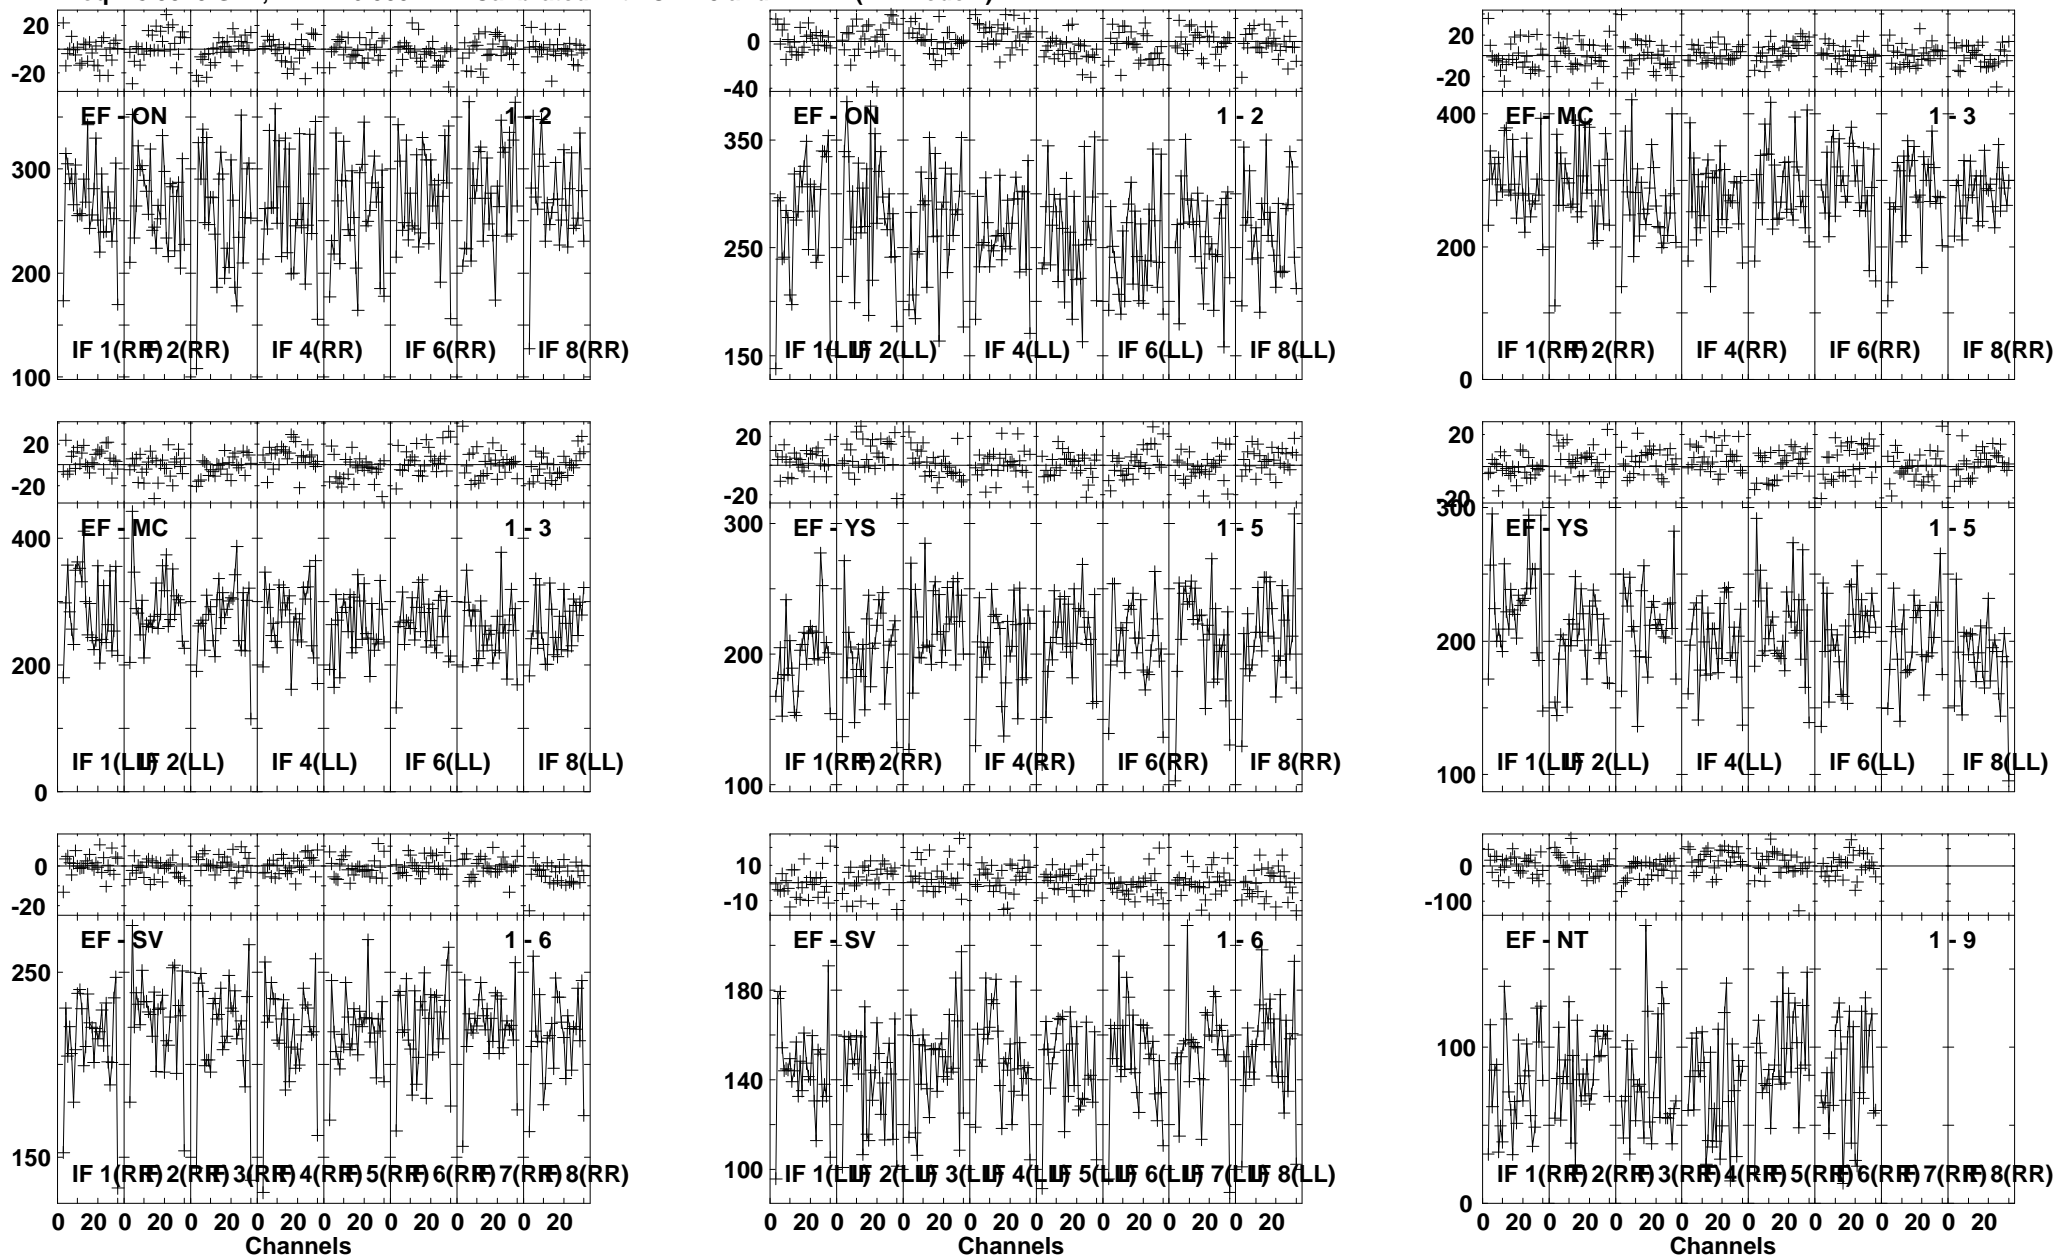 20 0 20
0 -20
-20 -40 -20
EF - ON 1 - 2 EF - ON 1 - 2 EF - MC 1 - 3
300 350 400
200 250 200
100 150 0
IF 1(RR) IF 2(RR) IF 4(RR) IF 6(RR) IF 8(RR) IF 1(LL) IF 2(LL) IF 4(LL) IF 6(LL) IF 8(LL) IF 1(RR) IF 2(RR) IF 4(RR) IF 6(RR) IF 8(RR)
20 20 20
-20 -20 -20
EF - MC 1 - 3 EF - YS 1 - 5 EF - YS 1 - 5
400 300 300
200 200 200
0 100 100
IF 1(LL) IF 2(LL) IF 4(LL) IF 6(LL) IF 8(LL) IF 1(RR) IF 2(RR) IF 4(RR) IF 6(RR) IF 8(RR) IF 1(LL) IF 2(LL) IF 4(LL) IF 6(LL) IF 8(LL)
0 10 0
-20 -10 -100
EF - SV 1 - 6 EF - SV 1 - 6 EF - NT 1 - 9
250 180 100
150 140 0
100
IF 1(RR) IF 2(RR) IF 3(RR) IF 4(RR) IF 5(RR) IF 6(RR) IF 7(RR) IF 8(RR) IF 1(LL) IF 2(LL) IF 3(LL) IF 4(LL) IF 5(LL) IF 6(LL) IF 7(LL) IF 8(LL) IF 1(RR) IF 2(RR) IF 3(RR) IF 4(RR) IF 5(RR) IF 6(RR) IF 7(RR) IF 8(RR)
0 20 0 20 0 20 0 20 0 20 0 20 0 20 0 20 0 20 0 20 0 20 0 20 0 20 0 20 0 20 0 20 0 20 0 20 0 20 0 20 0 20 0 20 0 20 0 20
Channels Channels Channels